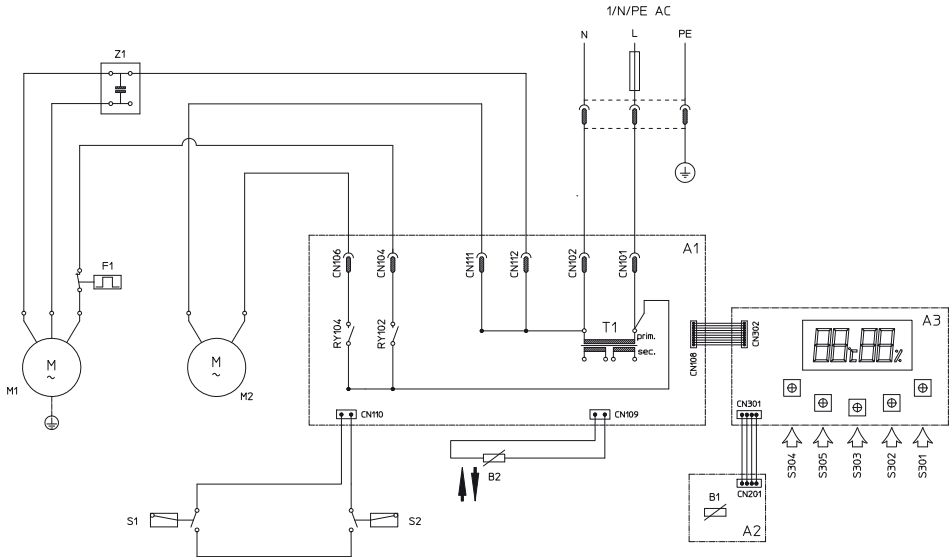 1/N/PE AC
N L PE
Z1
A1
CN106
CN104
CN111
CN112
CN102
CN101
F1
RY104
RY102
T1
prim.
sec.
M
~
M1
M
~
M2
CN108
CN302
A3
88°C 88%
CN110
CN109
CN301
S304
S305
S303
S302
S301
B2
CN201
B1
A2
S1
S2